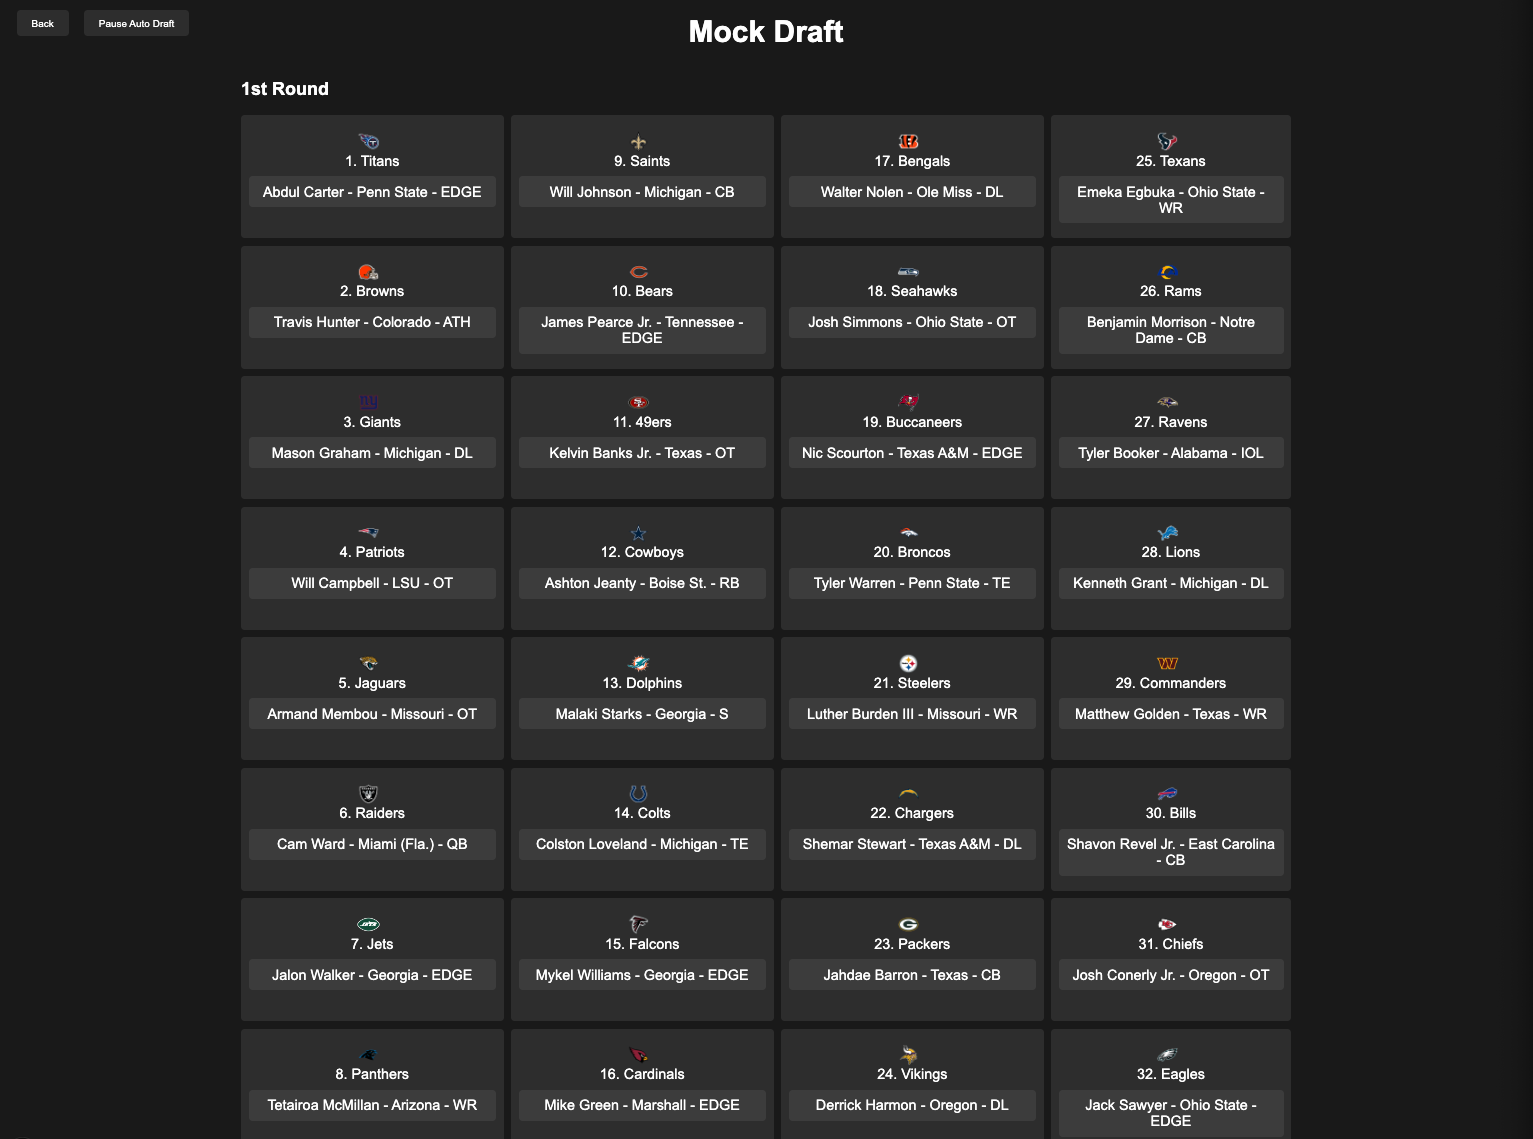 Back
Pause Auto Draft
Mock Draft
1st Round
1. Titans
Abdul Carter - Penn State - EDGE
9. Saints
Will Johnson - Michigan - CB
17. Bengals
Walter Nolen - Ole Miss - DL
25. Texans
Emeka Egbuka - Ohio State -
WR
2. Browns
Travis Hunter - Colorado - ATH
10. Bears
James Pearce Jr. - Tennessee -
EDGE
18. Seahawks
Josh Simmons - Ohio State - OT
26. Rams
Benjamin Morrison - Notre
Dame - CB
3. Giants
Mason Graham - Michigan - DL
11. 49ers
Kelvin Banks Jr. - Texas - OT
19. Buccaneers
Nic Scourton - Texas A&M - EDGE
27. Ravens
Tyler Booker - Alabama - IOL
4. Patriots
Will Campbell - LSU - OT
12. Cowboys
Ashton Jeanty - Boise St. - RB
20. Broncos
Tyler Warren - Penn State - TE
28. Lions
Kenneth Grant - Michigan - DL
5. Jaguars
Armand Membou - Missouri - OT
13. Dolphins
Malaki Starks - Georgia - S
21. Steelers
Luther Burden III - Missouri - WR
29. Commanders
Matthew Golden - Texas - WR
6. Raiders
Cam Ward - Miami (Fla.) - QB
14. Colts
Colston Loveland - Michigan - TE
22. Chargers
Shemar Stewart - Texas A&M - DL
30. Bills
Shavon Revel Jr. - East Carolina
- CB
7. Jets
Jalon Walker - Georgia - EDGE
15. Falcons
Mykel Williams - Georgia - EDGE
23. Packers
Jahdae Barron - Texas - CB
31. Chiefs
Josh Conerly Jr. - Oregon - OT
8. Panthers
Tetairoa McMillan - Arizona - WR
16. Cardinals
Mike Green - Marshall - EDGE
24. Vikings
Derrick Harmon - Oregon - DL
32. Eagles
Jack Sawyer - Ohio State -
EDGE